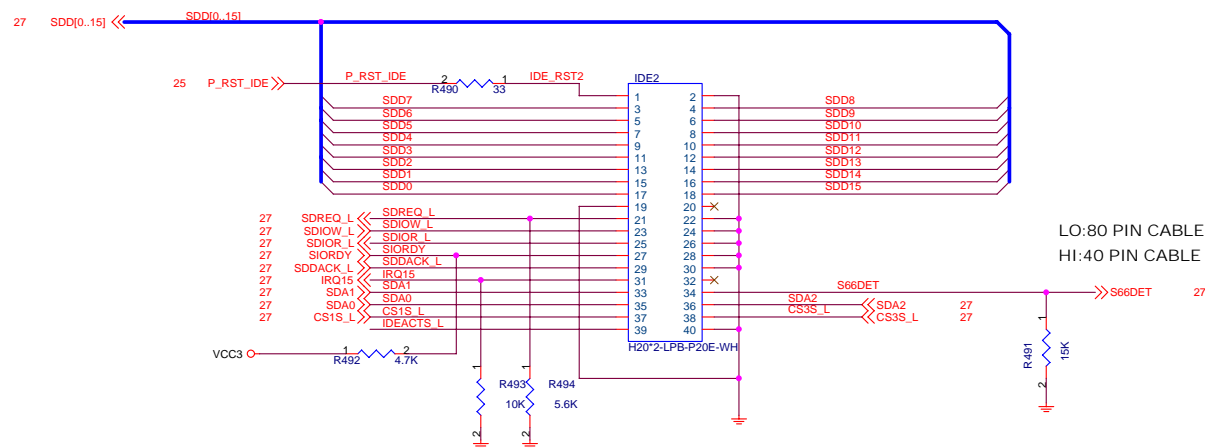 27 SDD[0..15] SDD[0..15]
25 P_RST_IDE P_RST_IDE 2 1 IDE_RST2 IDE2
R490 33
1 2
SDD7 3 4 SDD8
SDD6 5 6 SDD9
SDD5 7 8 SDD10
SDD4 9 10 SDD11
SDD3 11 12 SDD12
SDD2 13 14 SDD13
SDD1 15 16 SDD14
SDD0 17 18 SDD15
19 20
27 SDREQ_L SDREQ_L 21 22
27 SDIOW_L SDIOW_L 23 24
27 SDIOR_L SDIOR_L 25 26
27 SIORDY SIORDY 27 28
27 SDDACK_L SDDACK_L 29 30
27 IRQ15 IRQ15 31 32
27 SDA1 SDA1 33 34 S66DET S66DET 27
27 SDA0 SDA0 35 36 SDA2 SDA2 27
27 CS1S_L CS1S_L 37 38 CS3S_L CS3S_L 27
IDEACTS_L 39 40
LO:80 PIN CABLE
HI:40 PIN CABLE
H20*2-LPB-P20E-WH
VCC3 1 2
R492 4.7K
1 R493 1 R494
10K 5.6K
2 2
1
R491 15K
2